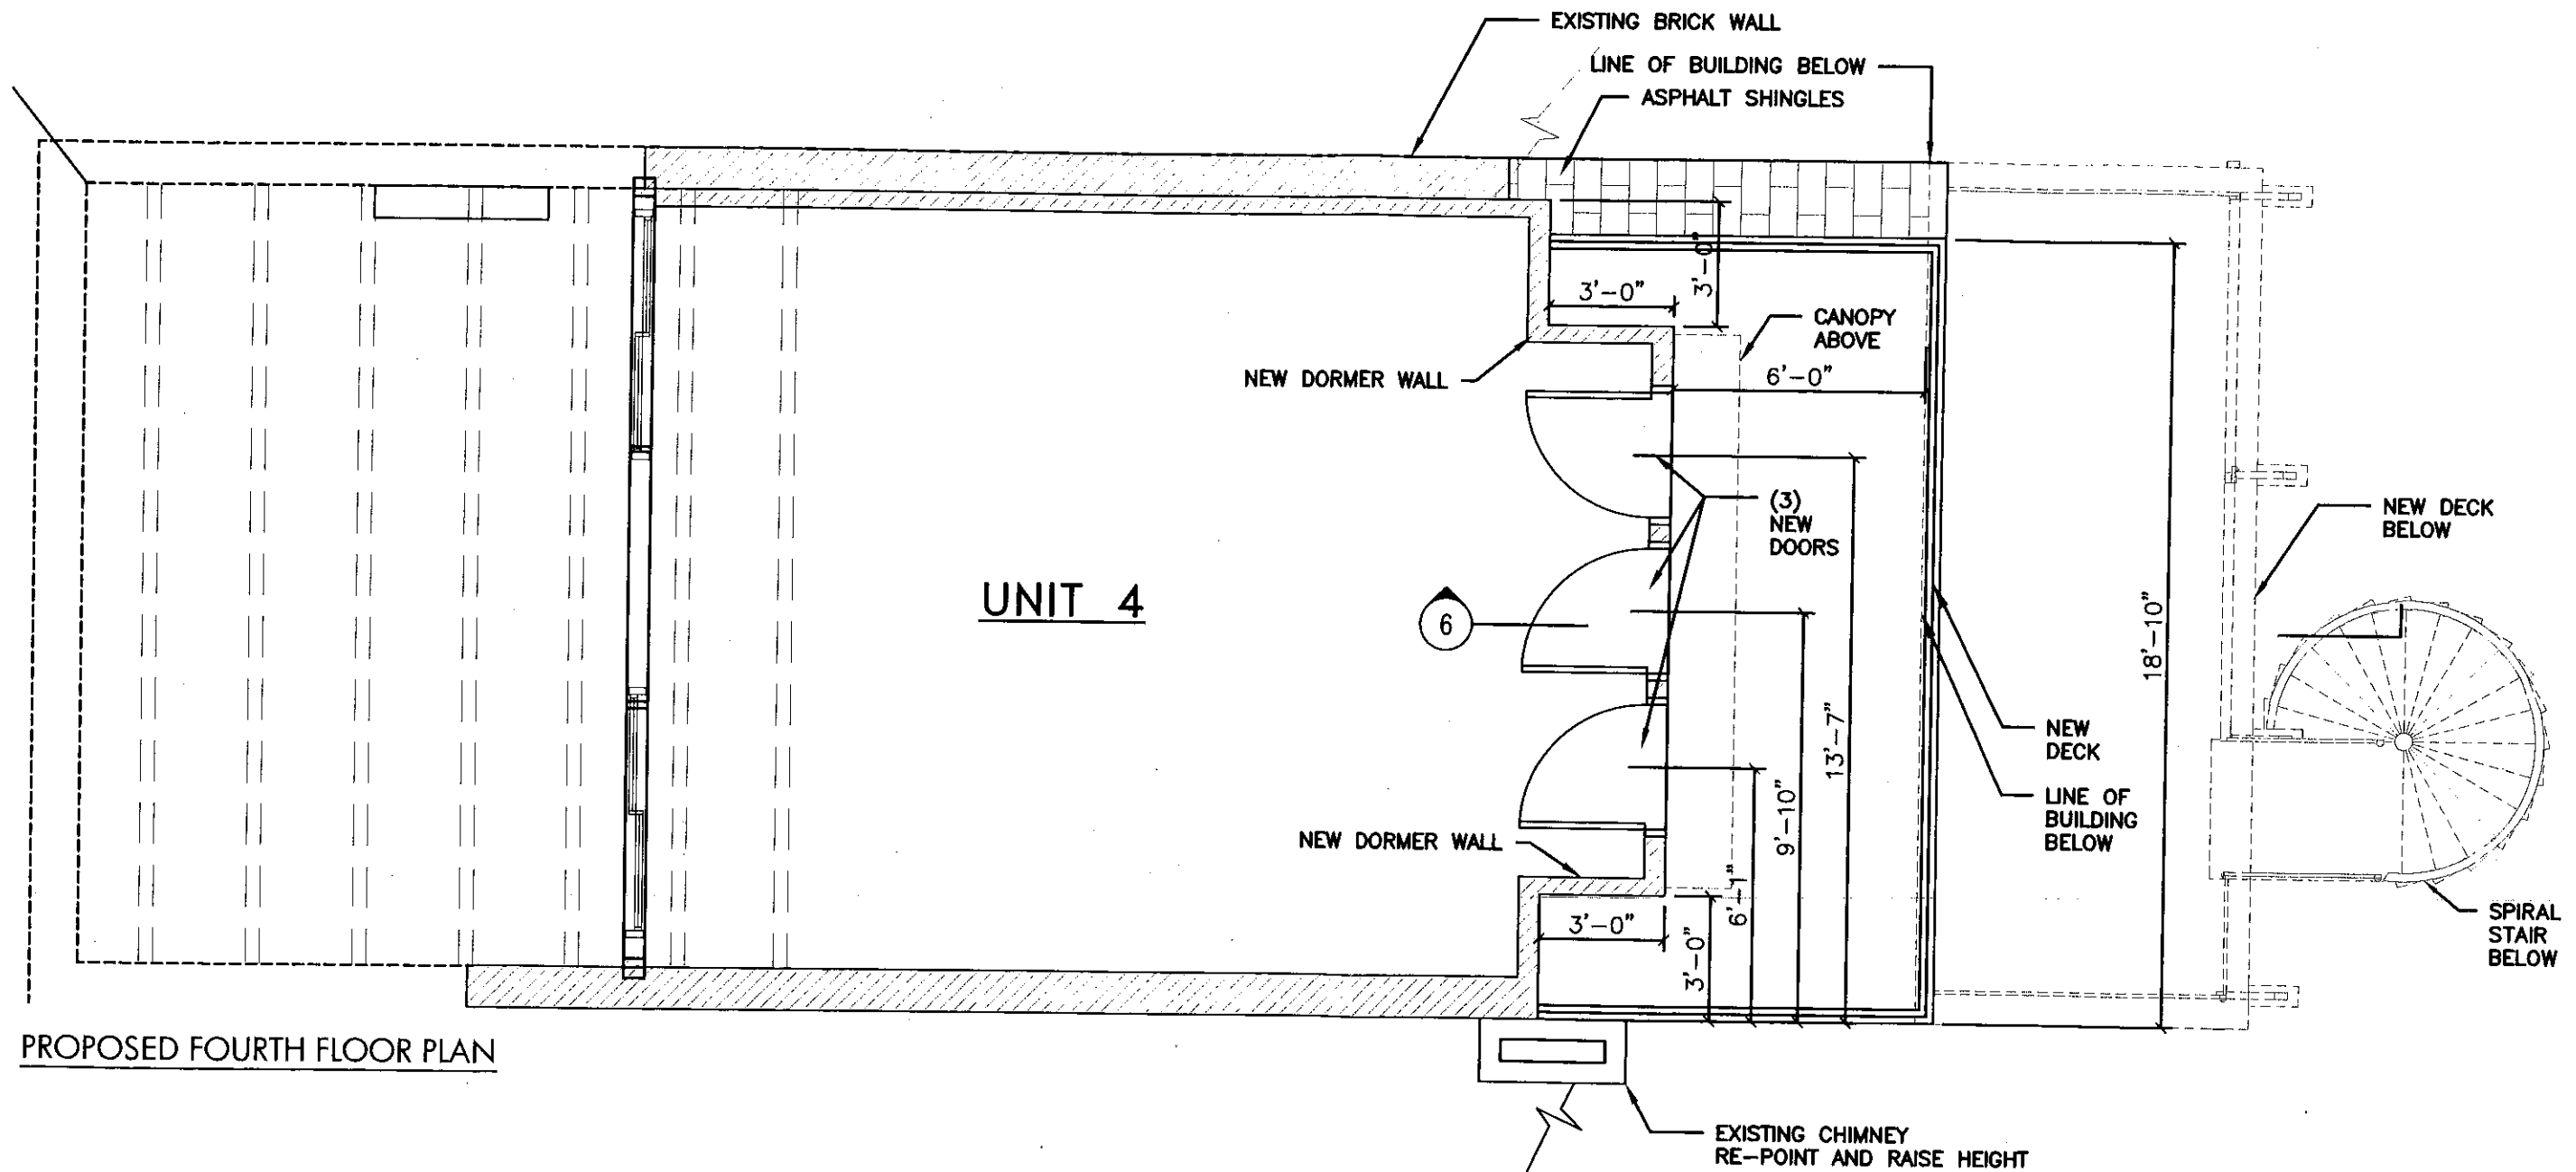 EXISTING BRICK WALL
LINE OF BUILDING BELOW
ASPHALT SHINGLES
3'-0"
3'-0"
CANOPY
ABOVE
NEW DORMER WALL
6'-0"
(3)
NEW
DOORS
NEW DECK
BELOW
UNIT 4
6
18'-10"
13'-7"
NEW
DECK
9'-10"
LINE OF
BUILDING
BELOW
NEW DORMER WALL
6'-1"
3'-0"
3'-0"
SPIRAL
STAIR
BELOW
PROPOSED FOURTH FLOOR PLAN
EXISTING CHIMNEY
RE-POINT AND RAISE HEIGHT